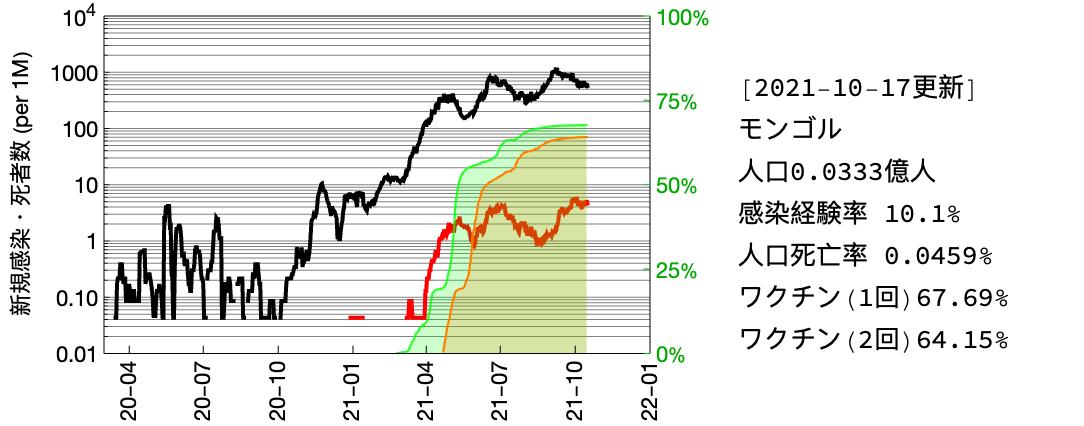 新規感染・死者数 (per 1M)
10^4
1000
100
10
1
0.10
0.01
100%
75%
50%
25%
0%
20-04
20-07
20-10
21-01
21-04
21-07
21-10
22-01
[2021-10-17更新]
モンゴル
人口0.0333億人
感染経験率 10.1%
人口死亡率 0.0459%
ワクチン(1回)67.69%
ワクチン(2回)64.15%